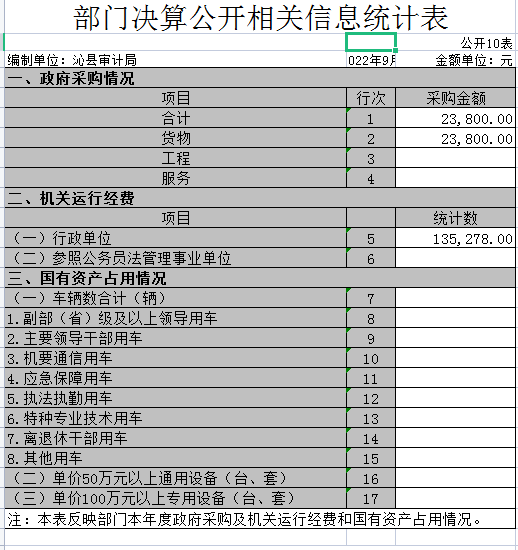 部门决算公开相关信息统计表
公开10表
编制单位：沁县审计局 022年9月 金额单位：元
一、政府采购情况
项目 行次 采购金额
合计 1 23,800.00
货物 2 23,800.00
工程 3
服务 4
二、机关运行经费
项目 统计数
（一）行政单位 5 135,278.00
（二）参照公务员法管理事业单位 6
三、国有资产占用情况
（一）车辆数合计（辆） 7
1.副部（省）级及以上领导用车 8
2.主要领导干部用车 9
3.机要通信用车 10
4.应急保障用车 11
5.执法执勤用车 12
6.特种专业技术用车 13
7.离退休干部用车 14
8.其他用车 15
（二）单价50万元以上通用设备（台、套） 16
（三）单价100万元以上专用设备（台、套） 17
注：本表反映部门本年度政府采购及机关运行经费和国有资产占用情况。